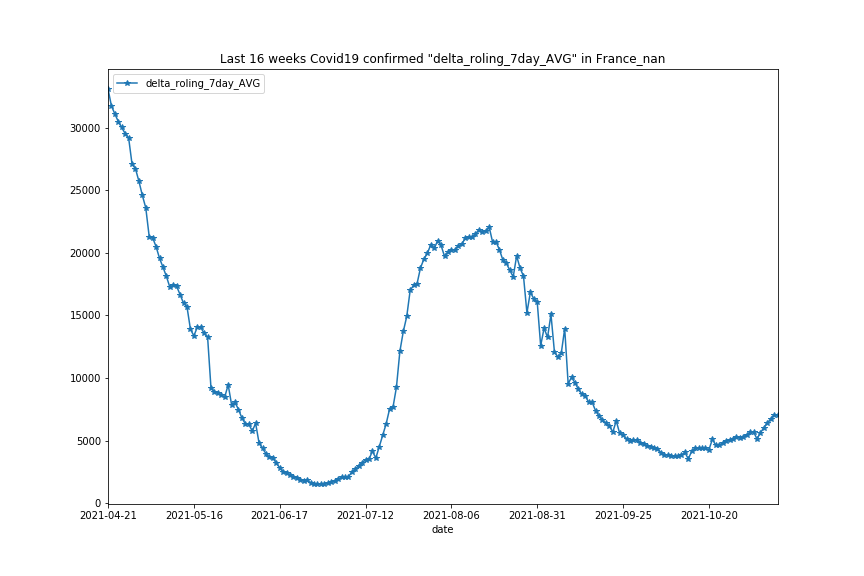 Last 16 weeks Covid19 confirmed "delta_roling_7day_AVG" in France_nan
delta_roling_7day_AVG
30000
25000
20000
15000
10000
5000
0
2021-04-21 2021-05-16 2021-06-17 2021-07-12 2021-08-06 2021-08-31 2021-09-25 2021-10-20
date